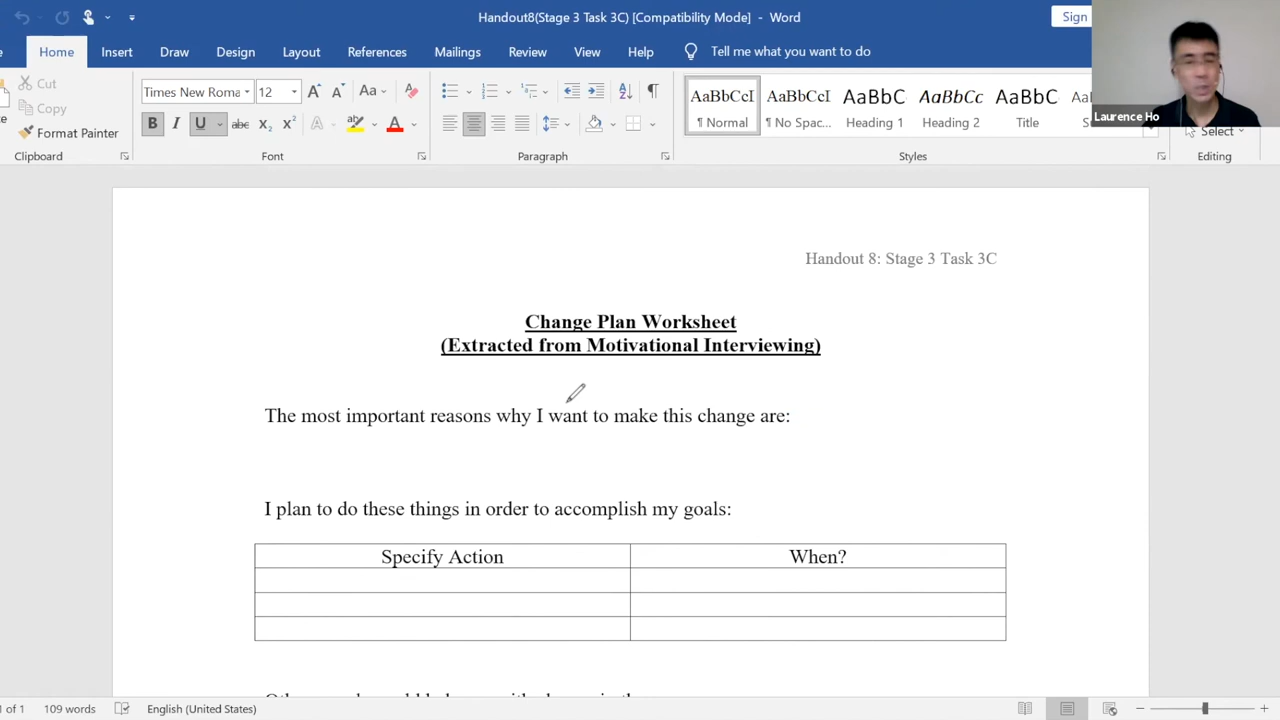 Handout8(Stage 3 Task 3C) [Compatibility Mode] - Word
Sign
Home Insert Draw Design Layout References Mailings Review View Help Tell me what you want to do
Laurence Ho
Cut
Copy
Format Painter
Clipboard
Times New Roma 12
Font
Paragraph
AaBbCcI AaBbCcI AaBbC AaBbCc AaBbC
¶ Normal ¶ No Spac... Heading 1 Heading 2 Title
Styles
Select
Editing
Handout 8: Stage 3 Task 3C
Change Plan Worksheet
(Extracted from Motivational Interviewing)
The most important reasons why I want to make this change are:
I plan to do these things in order to accomplish my goals:
Specify Action When?
109 words English (United States)